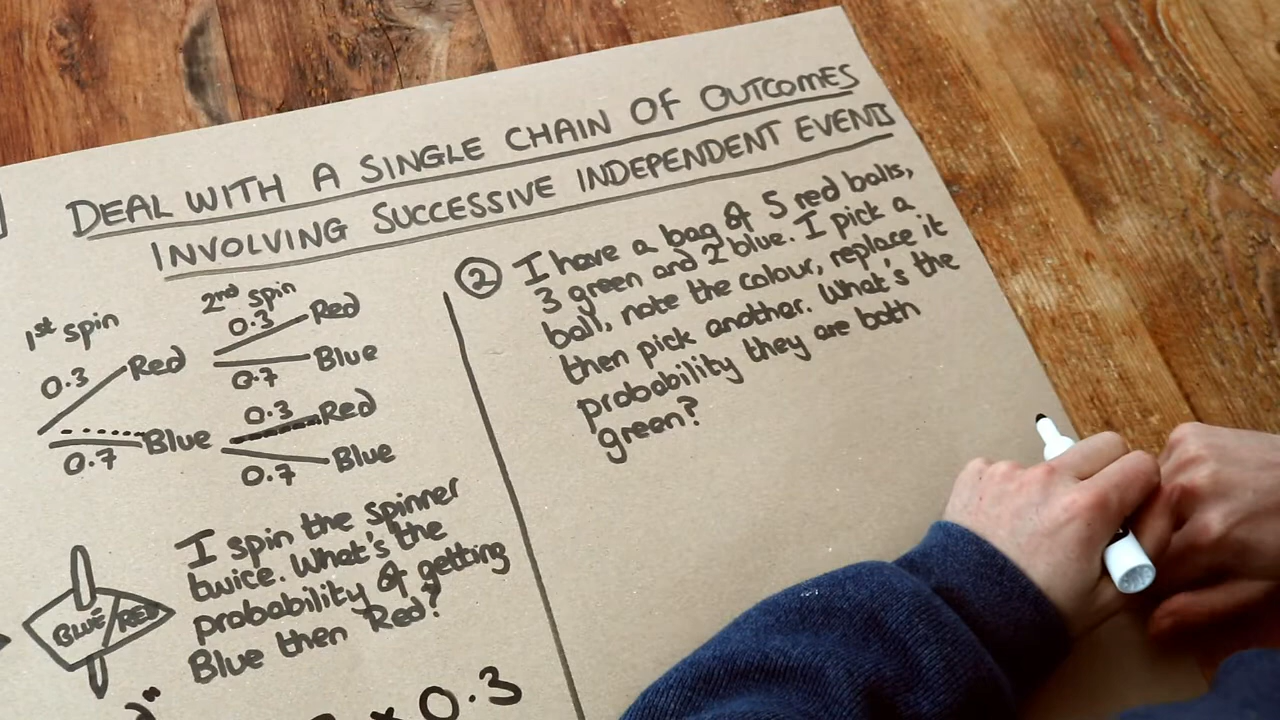 DEAL WITH A SINGLE CHAIN OF OUTCOMES
INVOLVING SUCCESSIVE INDEPENDENT EVENTS
1st spin
2nd spin
0.3
Red
0.7
Blue
0.3
Red
0.7
Blue
0.3
Red
0.7
Blue
BLUE/RED
I spin the spinner
twice. What's the
probability of getting
Blue then Red?
x 0.3
2
I have a bag of 5 red balls,
3 green and 2 blue. I pick a
ball, note the colour, replace it
then pick another. What's the
probability they are both
green?